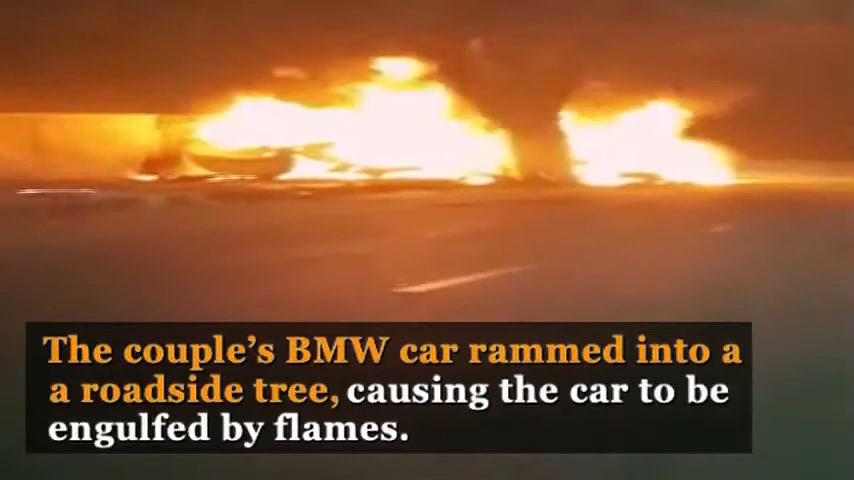 The couple’s BMW car rammed into a
a roadside tree, causing the car to be
engulfed by flames.